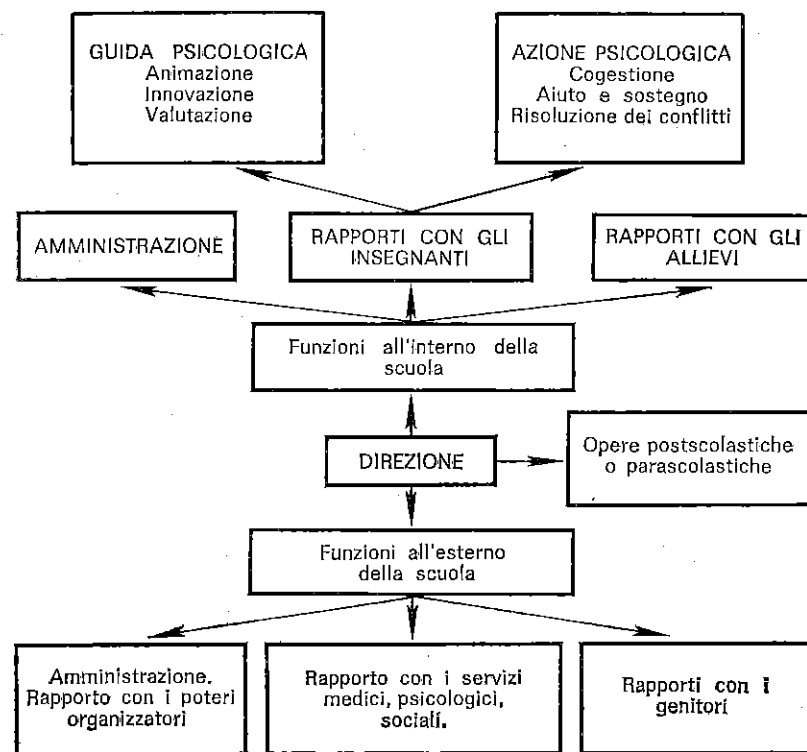 GUIDA PSICOLOGICA
Animazione
Innovazione
Valutazione
AZIONE PSICOLOGICA
Cogestione
Aiuto e sostegno
Risoluzione dei conflitti
AMMINISTRAZIONE
RAPPORTI CON GLI
INSEGNANTI
RAPPORTI CON GLI
ALLIEVI
Funzioni all'interno della
scuola
DIREZIONE
Opere postscolastiche
o parascolastiche
Funzioni all'esterno
della scuola
Amministrazione.
Rapporto con i poteri
organizzatori
Rapporto con i servizi
medici, psicologici,
sociali.
Rapporti con i
genitori